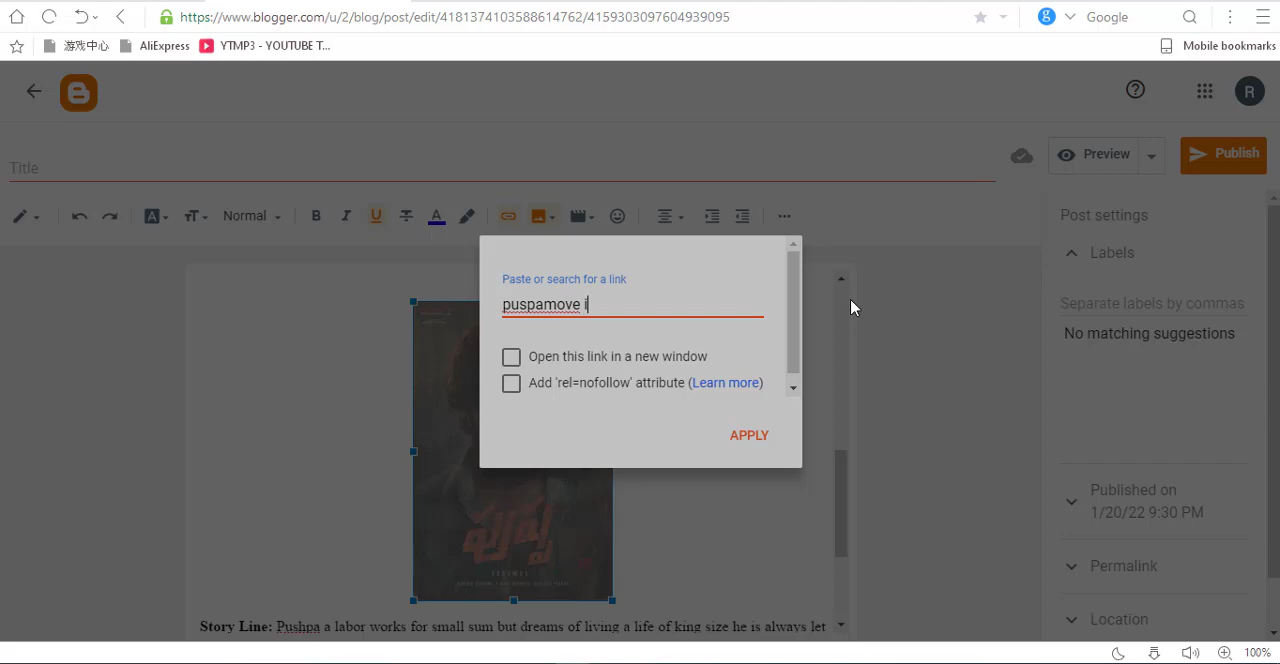 https://www.blogger.com/u/2/blog/post/edit/4181374103588614762/4159303097604939095
g Google
游戏中心 AliExpress YTMP3 - YOUTUBE T... Mobile bookmarks
R
Title
Preview
Publish
Normal
Post settings
Labels
Separate labels by commas
No matching suggestions
Paste or search for a link
puspamove i
Open this link in a new window
Add 'rel=nofollow' attribute (Learn more)
APPLY
Published on
1/20/22 9:30 PM
Permalink
Location
Story Line: Pushpa a labor works for small sum but dreams of living a life of king size he is always let
100%